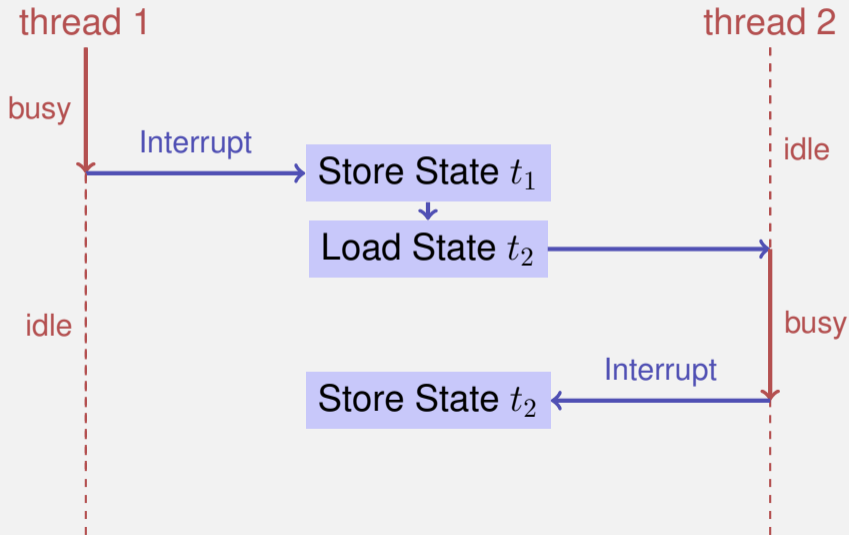 thread 1
thread 2
busy
Interrupt
idle
Store State t₁
Load State t₂
idle
busy
Interrupt
Store State t₂